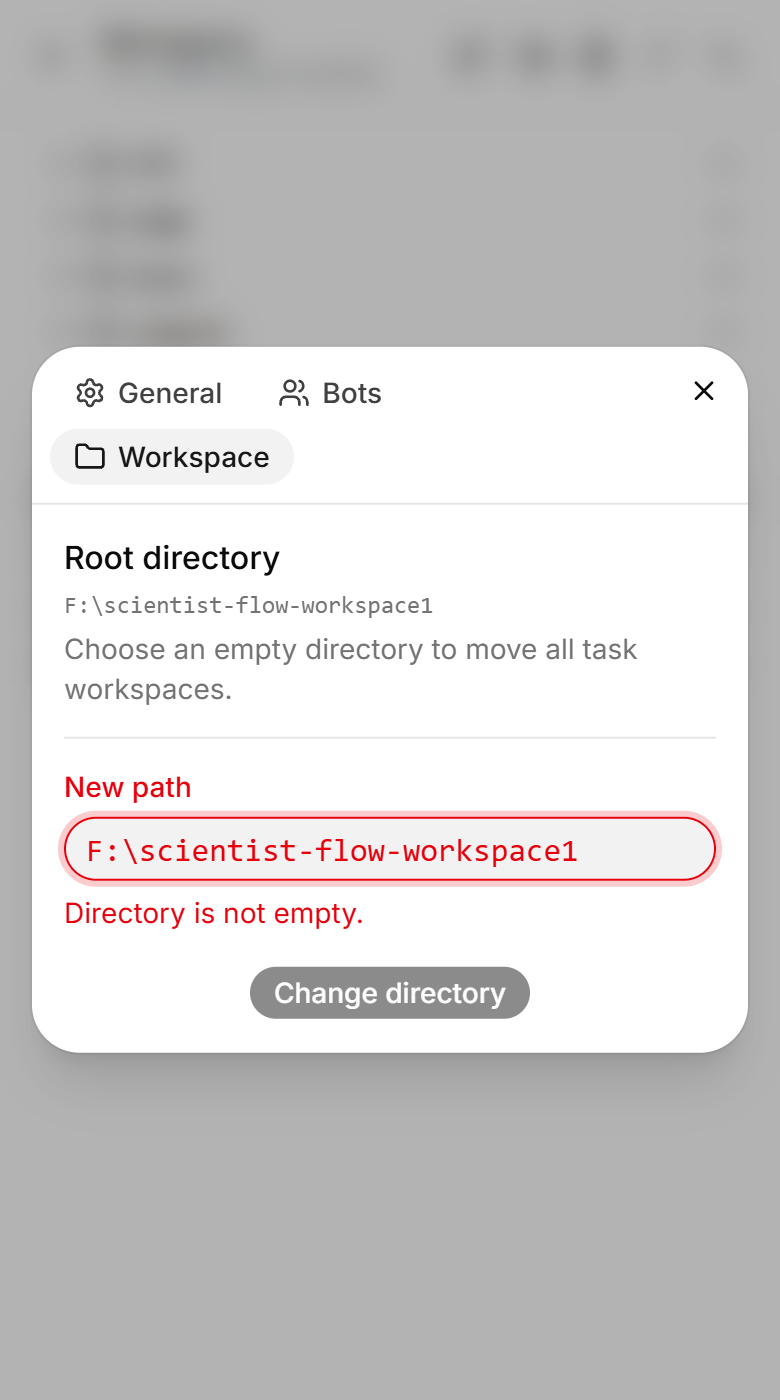 General
Bots
Workspace
Root directory
F:\scientist-flow-workspace1
Choose an empty directory to move all task
workspaces.
New path
F:\scientist-flow-workspace1
Directory is not empty.
Change directory